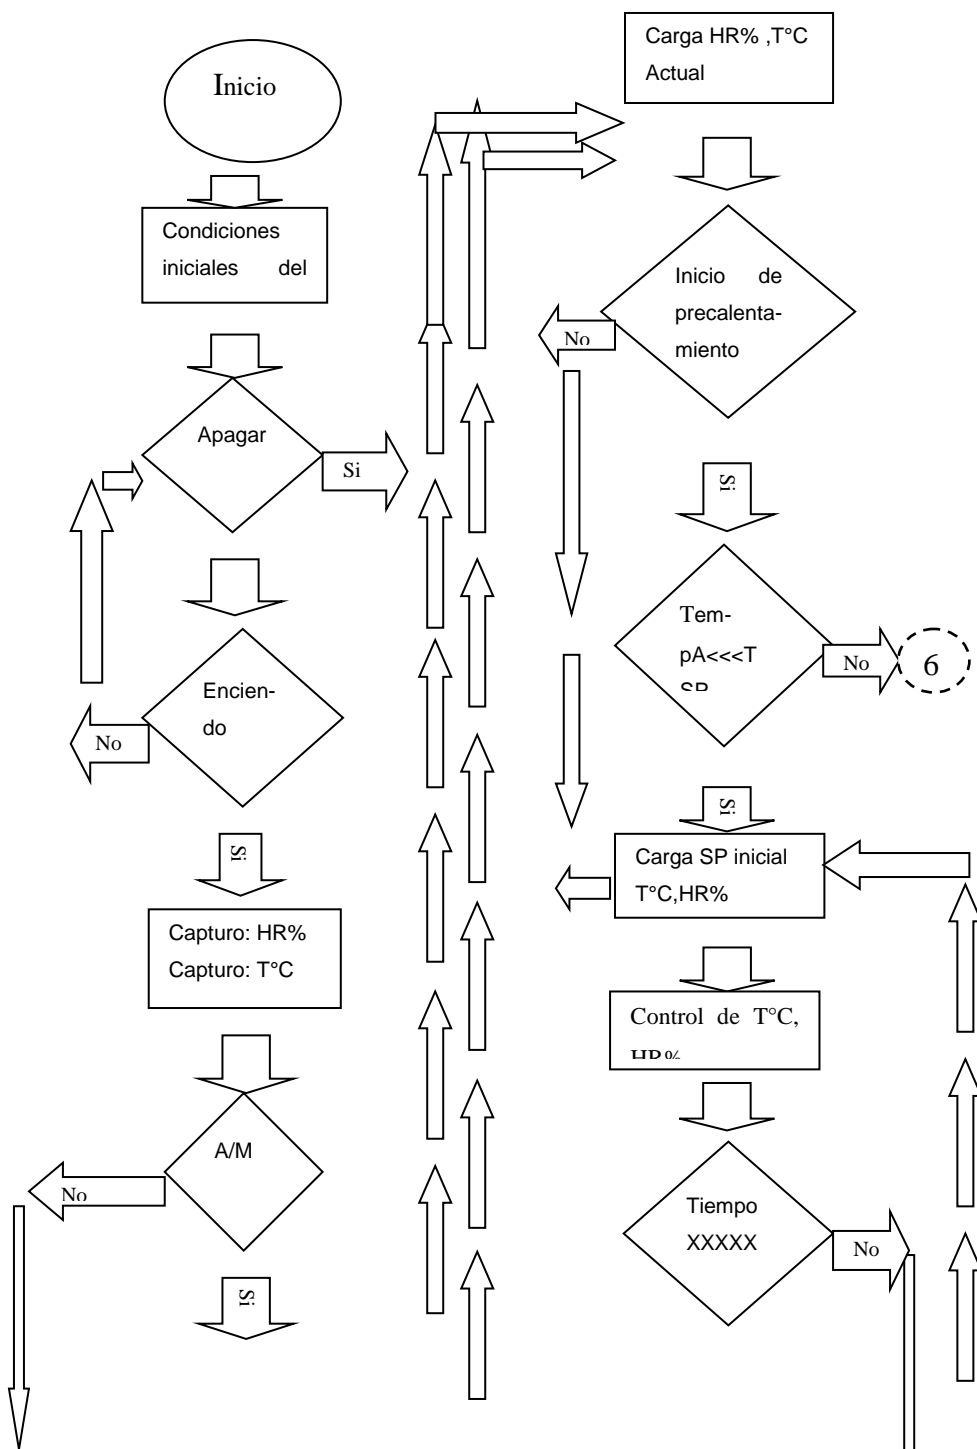 Inicio
Condiciones
iniciales del
Apagar
Si
Encien-
do
No
Si
Capturo: HR%
Capturo: T°C
A/M
No
Si
Carga HR% ,T°C
Actual
Inicio de
precalenta-
miento
No
Si
Tem-
pA<<<T
SP
No
6
Si
Carga SP inicial
T°C,HR%
Control de T°C,
HR%
Tiempo
XXXXX
No